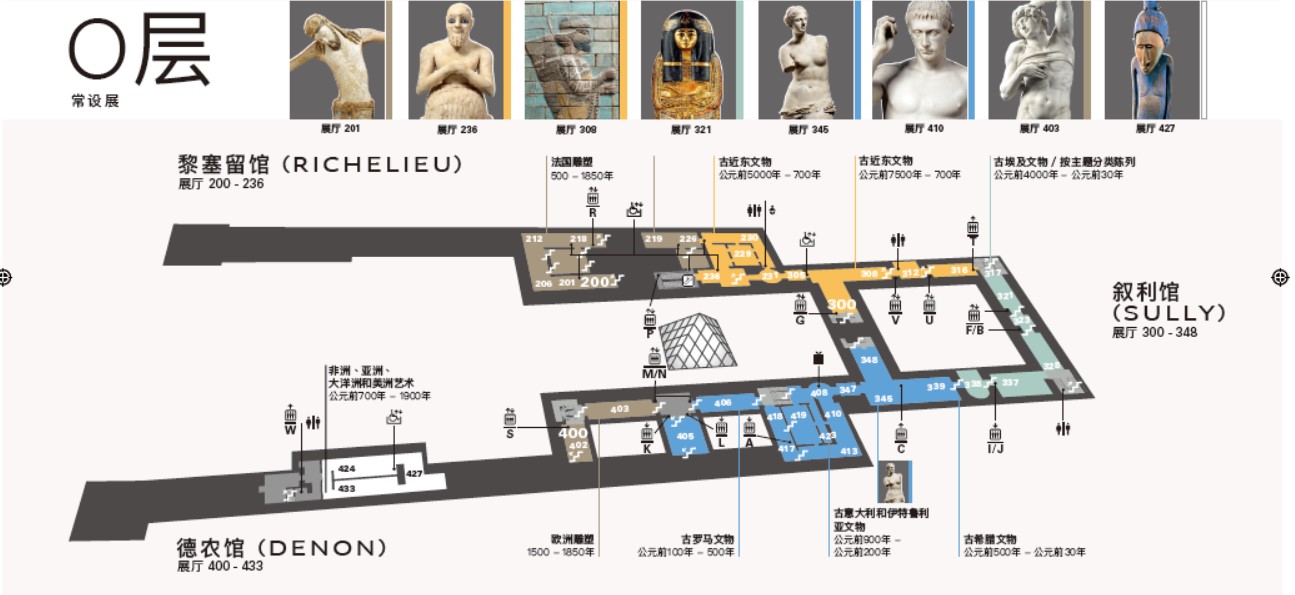 0层
常设展
展厅 201
展厅 236
展厅 308
展厅 321
展厅 345
展厅 410
展厅 403
展厅 427
黎塞留馆（RICHELIEU）
展厅 200 - 236
法国雕塑
500 – 1850年
古近东文物
公元前5000年 – 700年
古近东文物
公元前7500年 – 700年
古埃及文物 / 按主题分类陈列
公元前4000年 – 公元前30年
R
T
212
218
219
226
230
229
206
201
200
236
231
305
306
312
316
317
P
G
300
V
U
321
F/B
叙利馆
(SULLY)
展厅 300 - 348
M/N
348
328
非洲、亚洲、
大洋洲和美洲艺术
公元前700年 – 1900年
W
S
403
406
408
347
345
339
338
337
400
402
K
405
L
A
418
419
410
423
417
413
C
I/J
424
427
433
德农馆（DENON）
展厅 400 - 433
欧洲雕塑
1500 – 1850年
古罗马文物
公元前100年 – 500年
古意大利和伊特鲁利
亚文物
公元前900年 –
公元前200年
古希腊文物
公元前500年 – 公元前30年